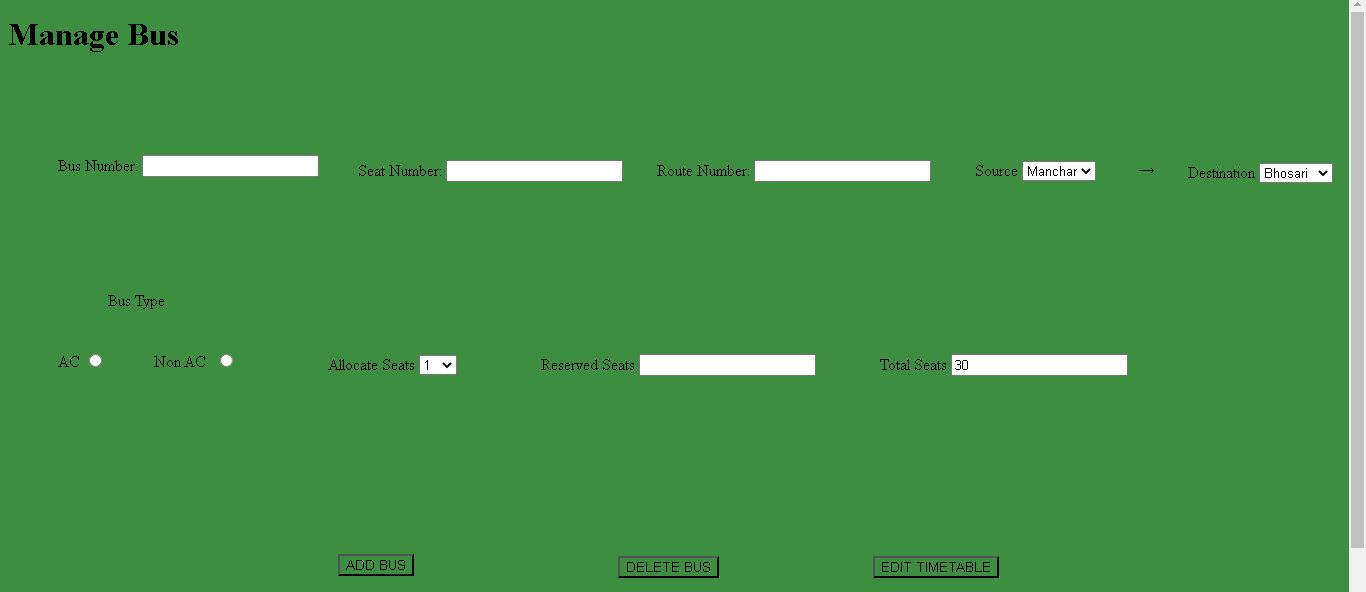 Manage Bus
Bus Number: Seat Number: Route Number: Source Manchar → Destination Bhosari
Bus Type
AC Non AC Allocate Seats 1 Reserved Seats Total Seats 30
ADD BUS DELETE BUS EDIT TIMETABLE